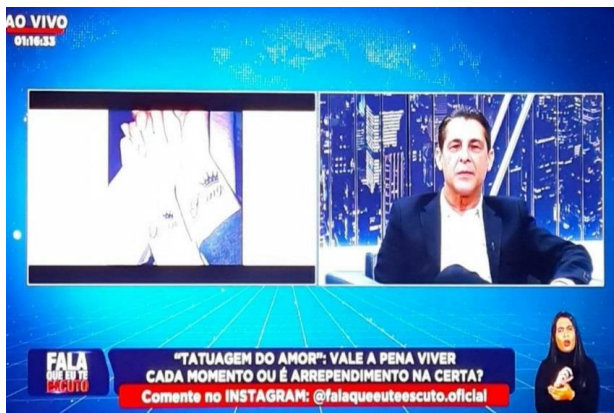 AO VIVO
01:16:33
King
FALA
QUE EU TE
ESCUTO
“TATUAGEM DO AMOR”: VALE A PENA VIVER
CADA MOMENTO OU É ARREPENDIMENTO NA CERTA?
Comente no INSTAGRAM: @falaqueeuteescuto.oficial